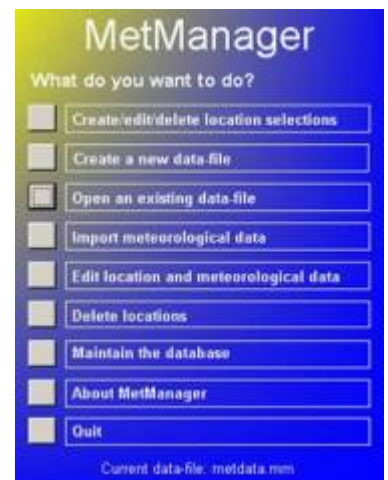 MetManager
What do you want to do?
Create/edit/delete location selections
Create a new data-file
Open an existing data-file
Import meteorological data
Edit location and meteorological data
Delete locations
Maintain the database
About MetManager
Quit
Current data-file: metdata.mm